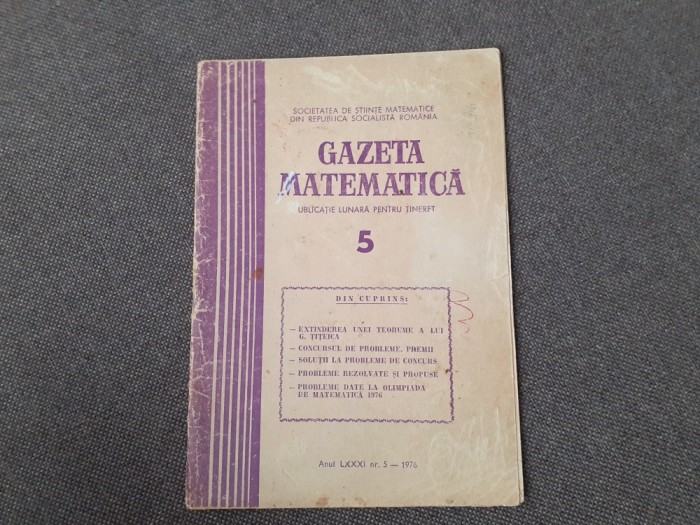 SOCIETATEA DE ȘTIINȚE MATEMATICE
DIN REPUBLICA SOCIALISTĂ ROMÂNIA
GAZETA
MATEMATICĂ
UBLICAȚIE LUNARĂ PENTRU TINERET
5
DIN CUPRINS:
— EXTINDEREA UNEI TEOREME A LUI
G. ȚIȚEICA
— CONCURSUL DE PROBLEME. PREMII
— SOLUȚII LA PROBLEME DE CONCURS
— PROBLEME REZOLVATE ȘI PROPUSE
— PROBLEME DATE LA OLIMPIADA
DE MATEMATICĂ 1976
Anul LXXXI nr. 5 — 1976